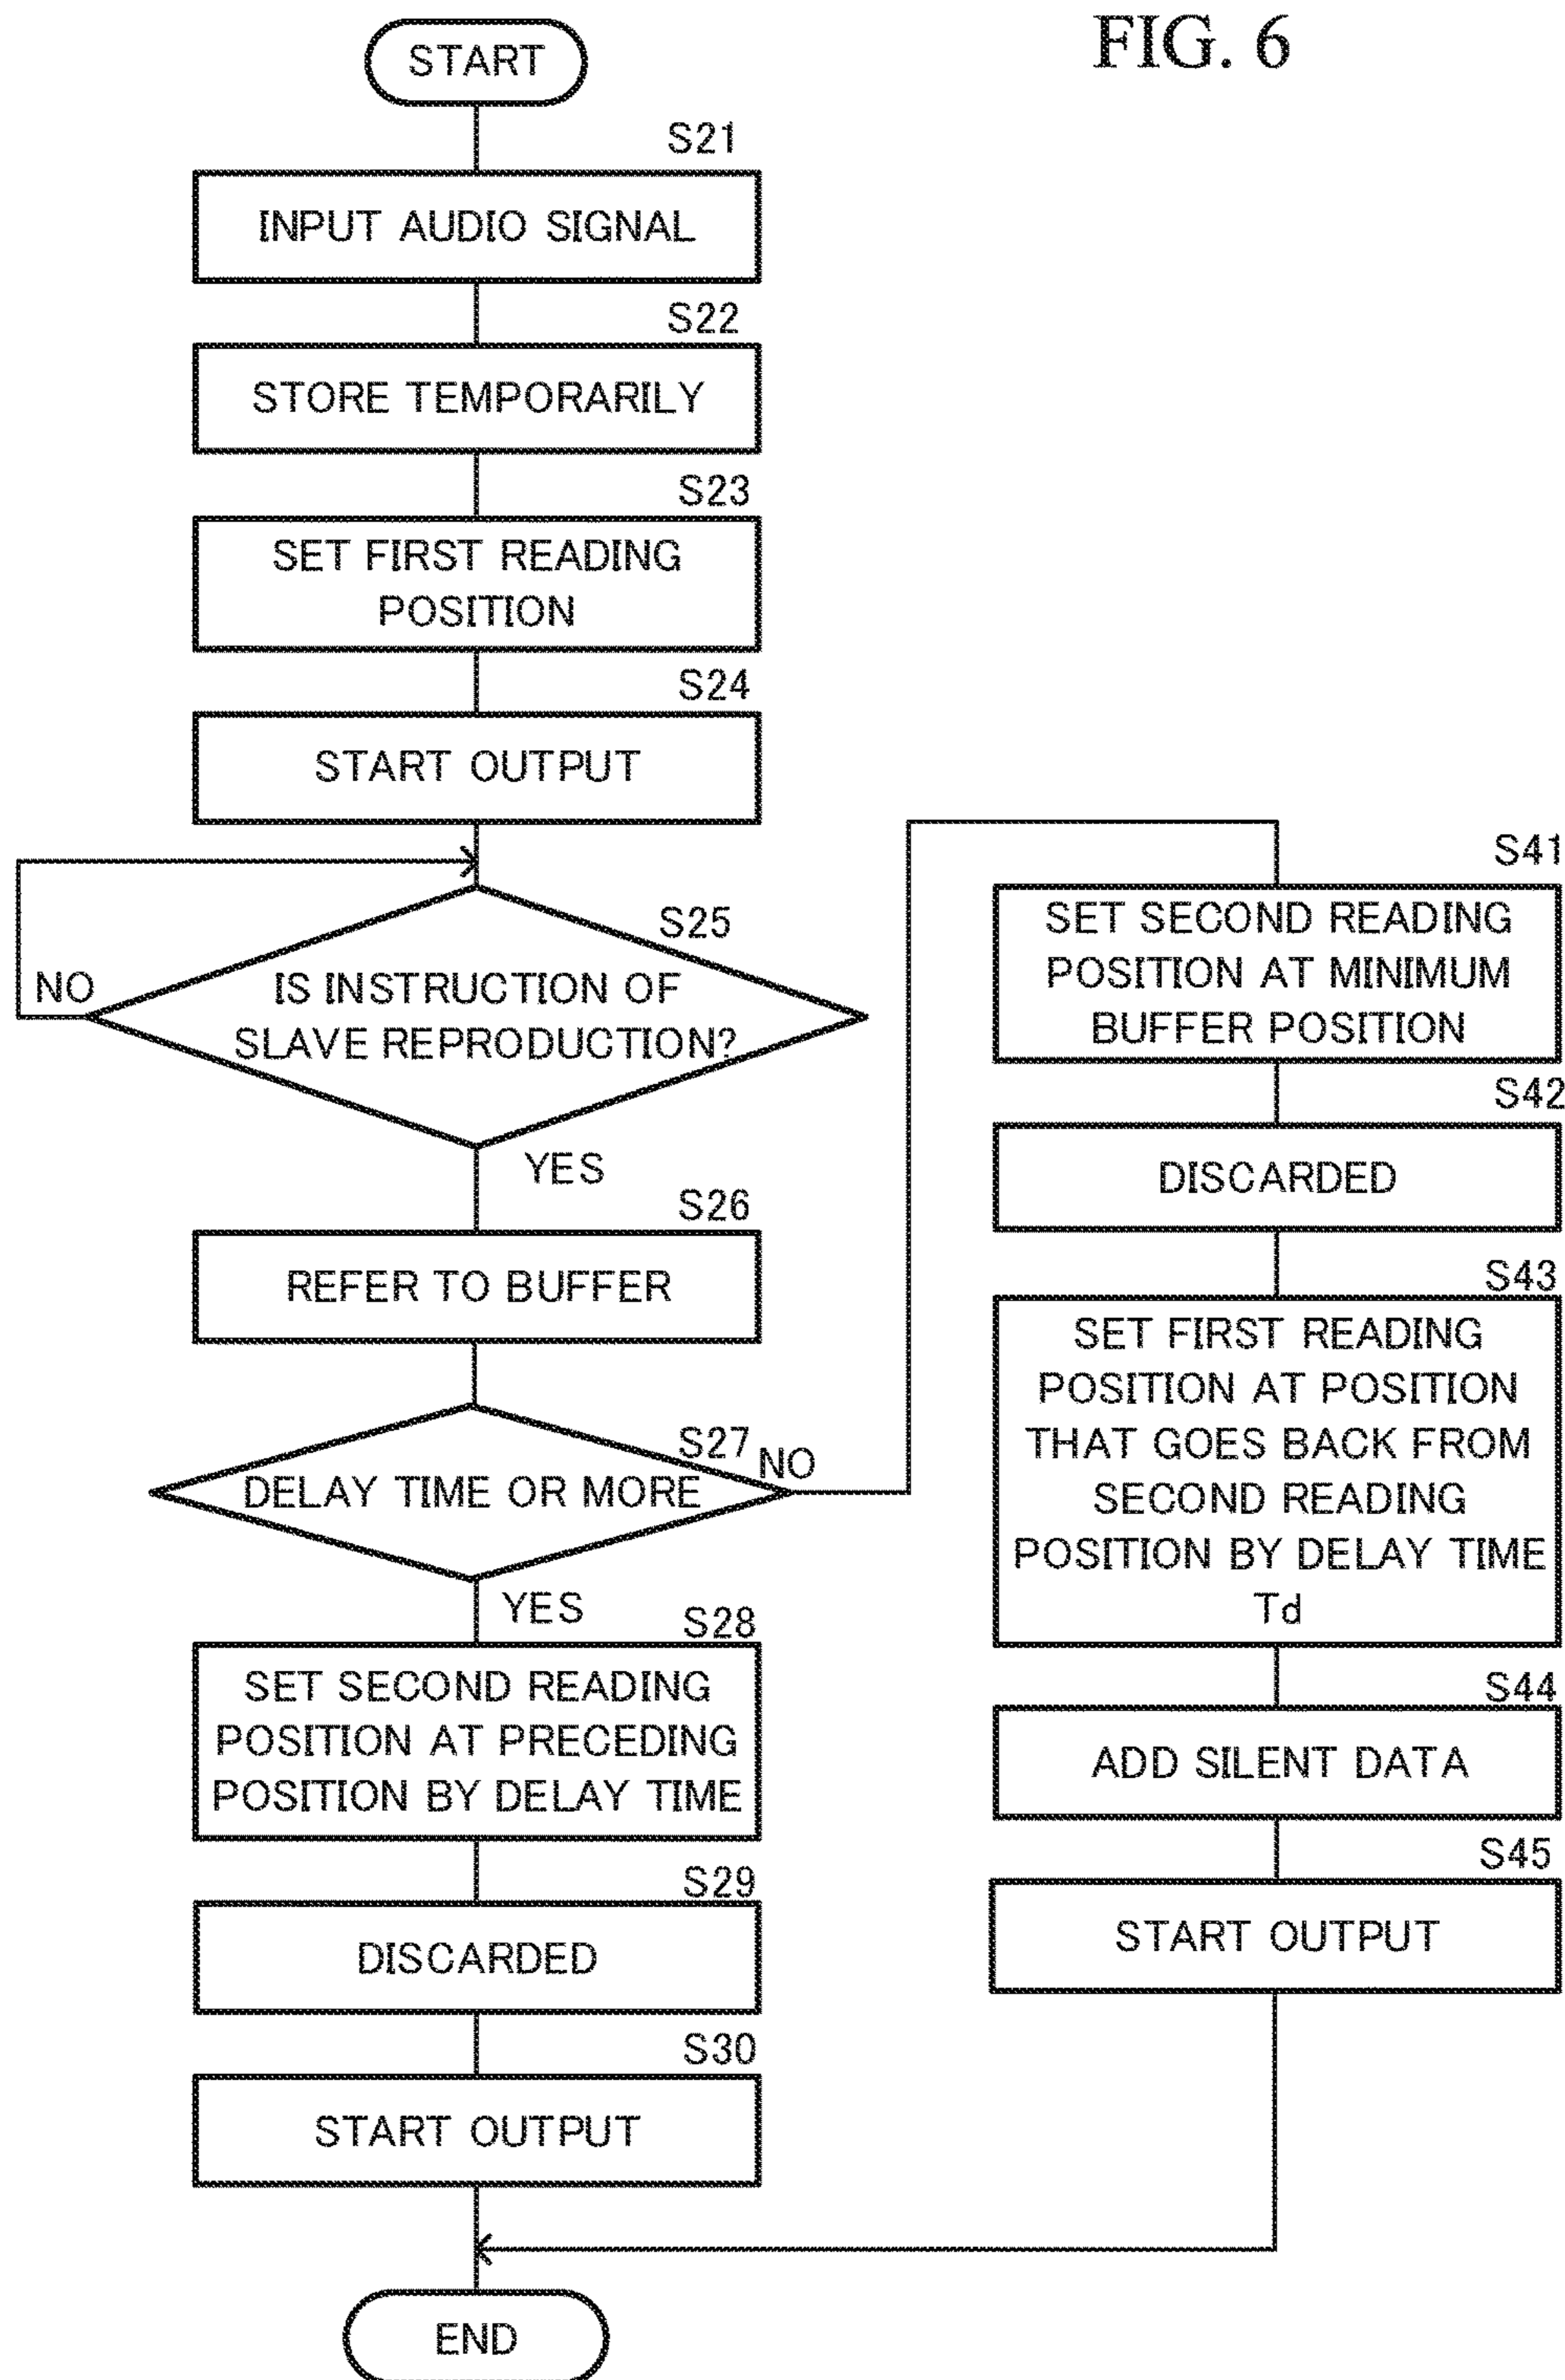 FIG. 6
START
S21
INPUT AUDIO SIGNAL
S22
STORE TEMPORARILY
S23
SET FIRST READING
POSITION
S24
START OUTPUT
S25
IS INSTRUCTION OF
SLAVE REPRODUCTION?
NO
YES
S26
REFER TO BUFFER
S27
DELAY TIME OR MORE
NO
YES
S28
SET SECOND READING
POSITION AT PRECEDING
POSITION BY DELAY TIME
S29
DISCARDED
S30
START OUTPUT
S41
SET SECOND READING
POSITION AT MINIMUM
BUFFER POSITION
S42
DISCARDED
S43
SET FIRST READING
POSITION AT POSITION
THAT GOES BACK FROM
SECOND READING
POSITION BY DELAY TIME
Td
S44
ADD SILENT DATA
S45
START OUTPUT
END